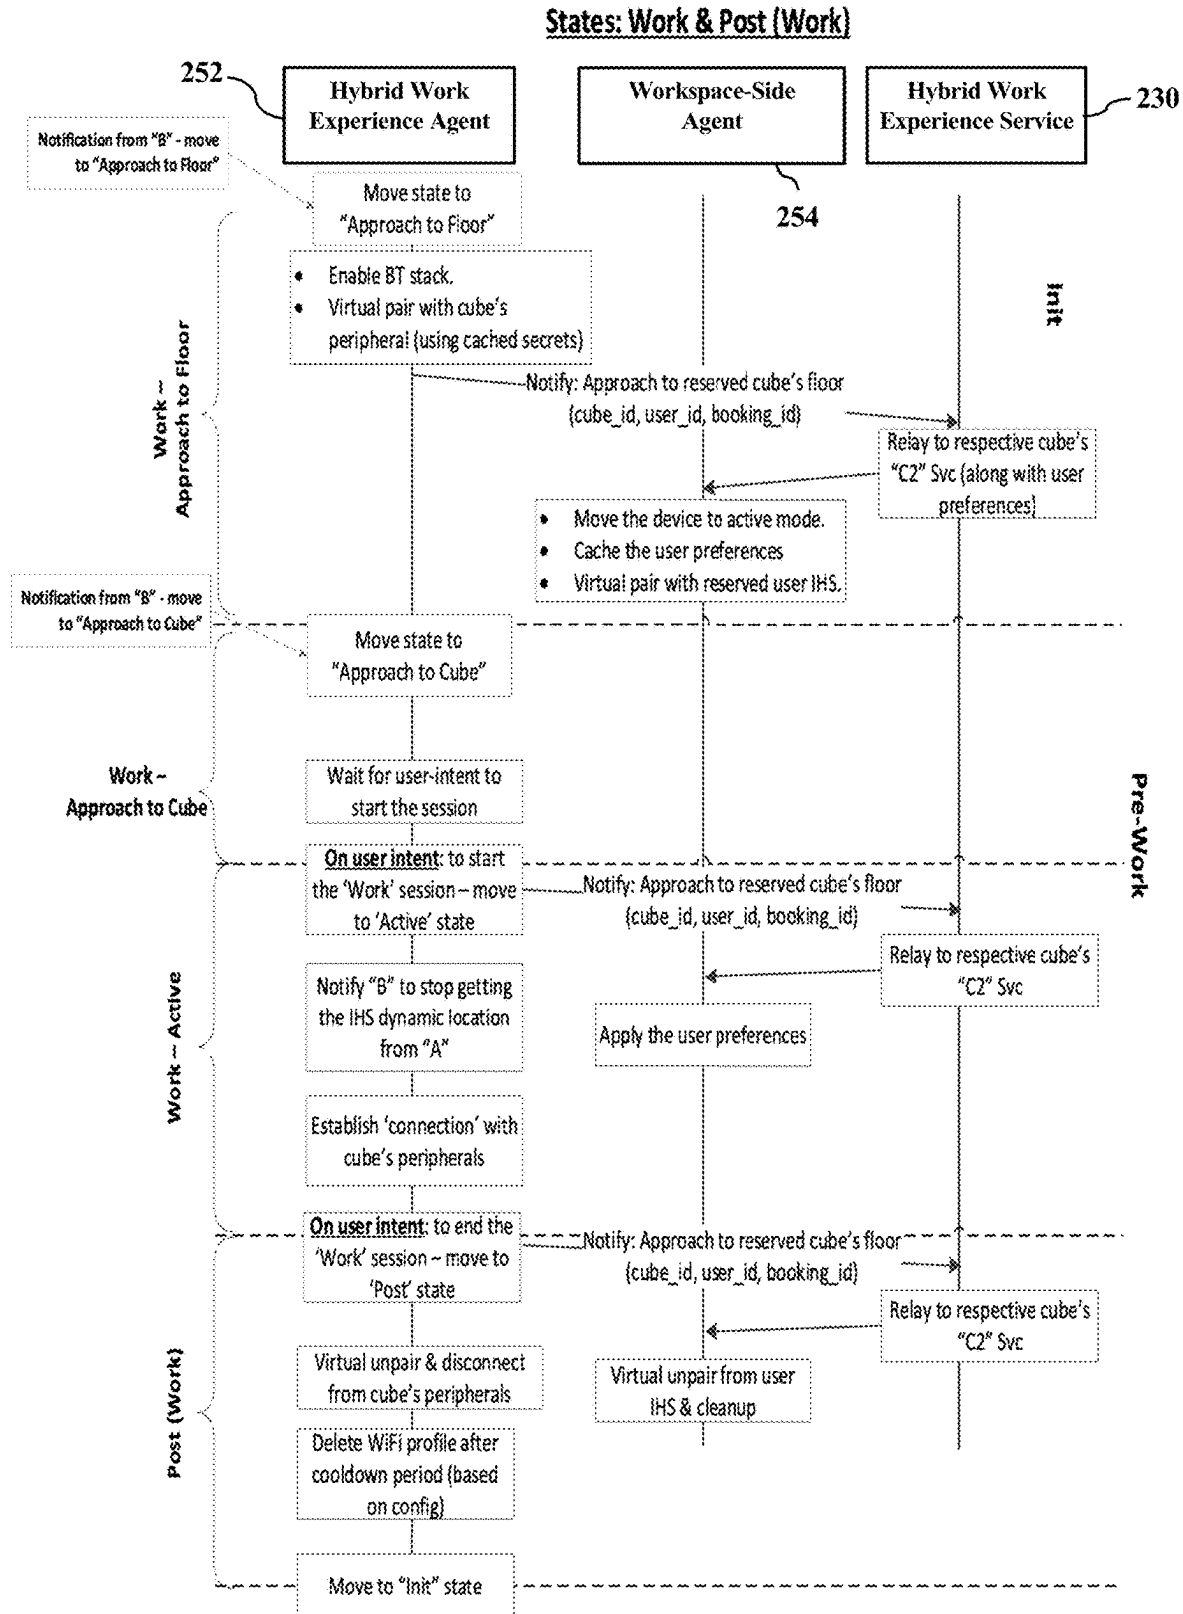 States: Work & Post (Work)
252
Hybrid Work
Experience Agent
Workspace-Side
Agent
Hybrid Work
Experience Service
230
254
Notification from "B" - move
to "Approach to Floor"
Move state to
"Approach to Floor"
• Enable BT stack.
• Virtual pair with cube's
peripheral (using cached secrets)
Init
Work –
Approach to Floor
Notify: Approach to reserved cube's floor
(cube_id, user_id, booking_id)
Relay to respective cube's
"C2" Svc (along with user
preferences)
• Move the device to active mode.
• Cache the user preferences
• Virtual pair with reserved user IHS.
Notification from "B" - move
to "Approach to Cube"
Move state to
"Approach to Cube"
Work –
Approach to Cube
Wait for user-intent to
start the session
Pre-Work
On user intent: to start
the 'Work' session – move
to 'Active' state
Notify: Approach to reserved cube's floor
(cube_id, user_id, booking_id)
Relay to respective cube's
"C2" Svc
Work – Active
Notify "B" to stop getting
the IHS dynamic location
from "A"
Apply the user preferences
Establish 'connection' with
cube's peripherals
On user intent: to end the
'Work' session – move to
'Post' state
Notify: Approach to reserved cube's floor
(cube_id, user_id, booking_id)
Relay to respective cube's
"C2" Svc
Post (Work)
Virtual unpair & disconnect
from cube's peripherals
Virtual unpair from user
IHS & cleanup
Delete WiFi profile after
cooldown period (based
on config)
Move to "Init" state